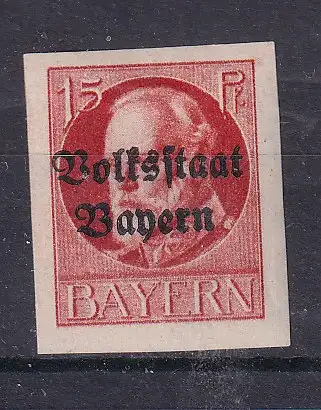 15 Pf.
Volksstaat
Bayern
BAYERN